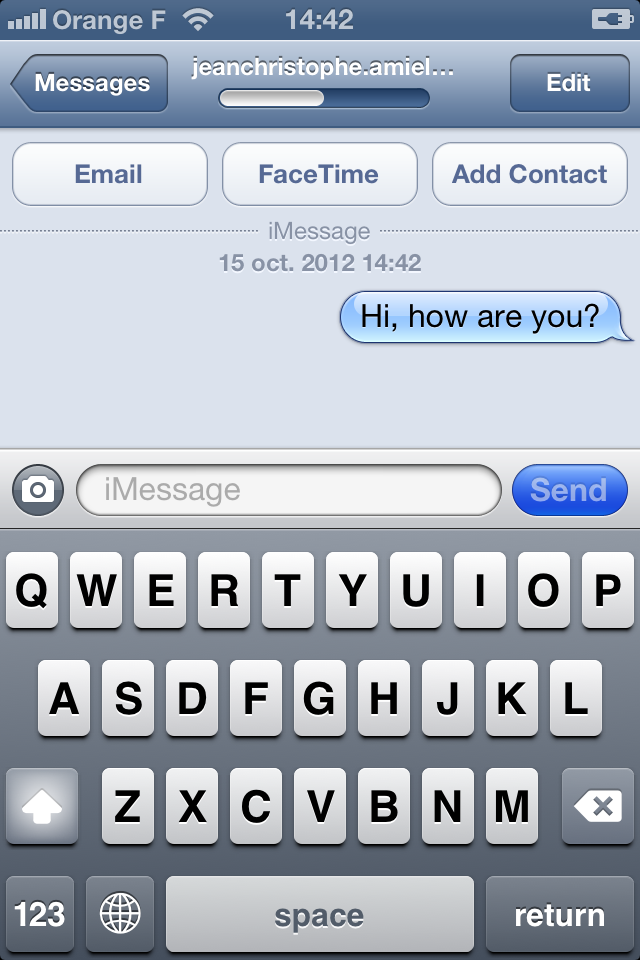 Orange F 14:42
Messages jeanchristophe.amiel... Edit
Email FaceTime Add Contact
iMessage
15 oct. 2012 14:42
Hi, how are you?
iMessage Send
Q W E R T Y U I O P
A S D F G H J K L
Z X C V B N M
123 space return